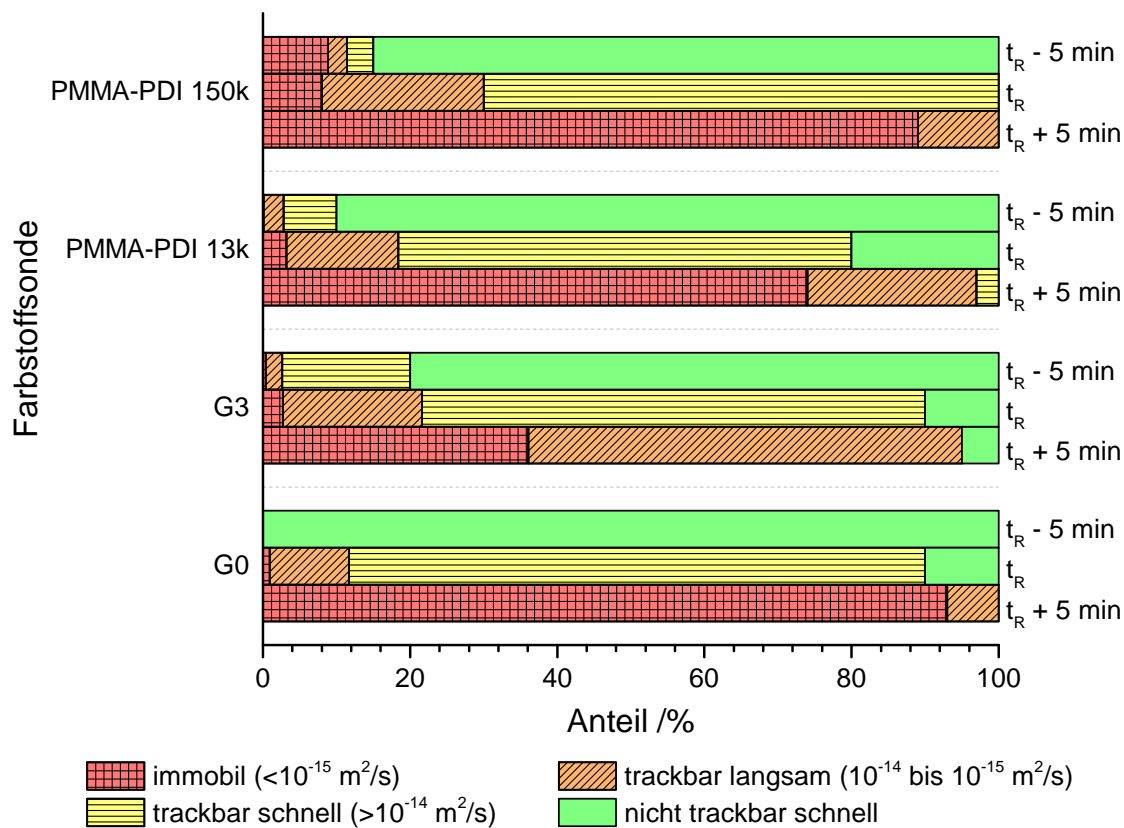 Farbstoffsonde
PMMA-PDI 150k
t_R - 5 min
t_R
t_R + 5 min
PMMA-PDI 13k
t_R - 5 min
t_R
t_R + 5 min
G3
t_R - 5 min
t_R
t_R + 5 min
G0
t_R - 5 min
t_R
t_R + 5 min
0 20 40 60 80 100
Anteil /%
immobil (<10⁻¹⁵ m²/s)
trackbar langsam (10⁻¹⁴ bis 10⁻¹⁵ m²/s)
trackbar schnell (>10⁻¹⁴ m²/s)
nicht trackbar schnell